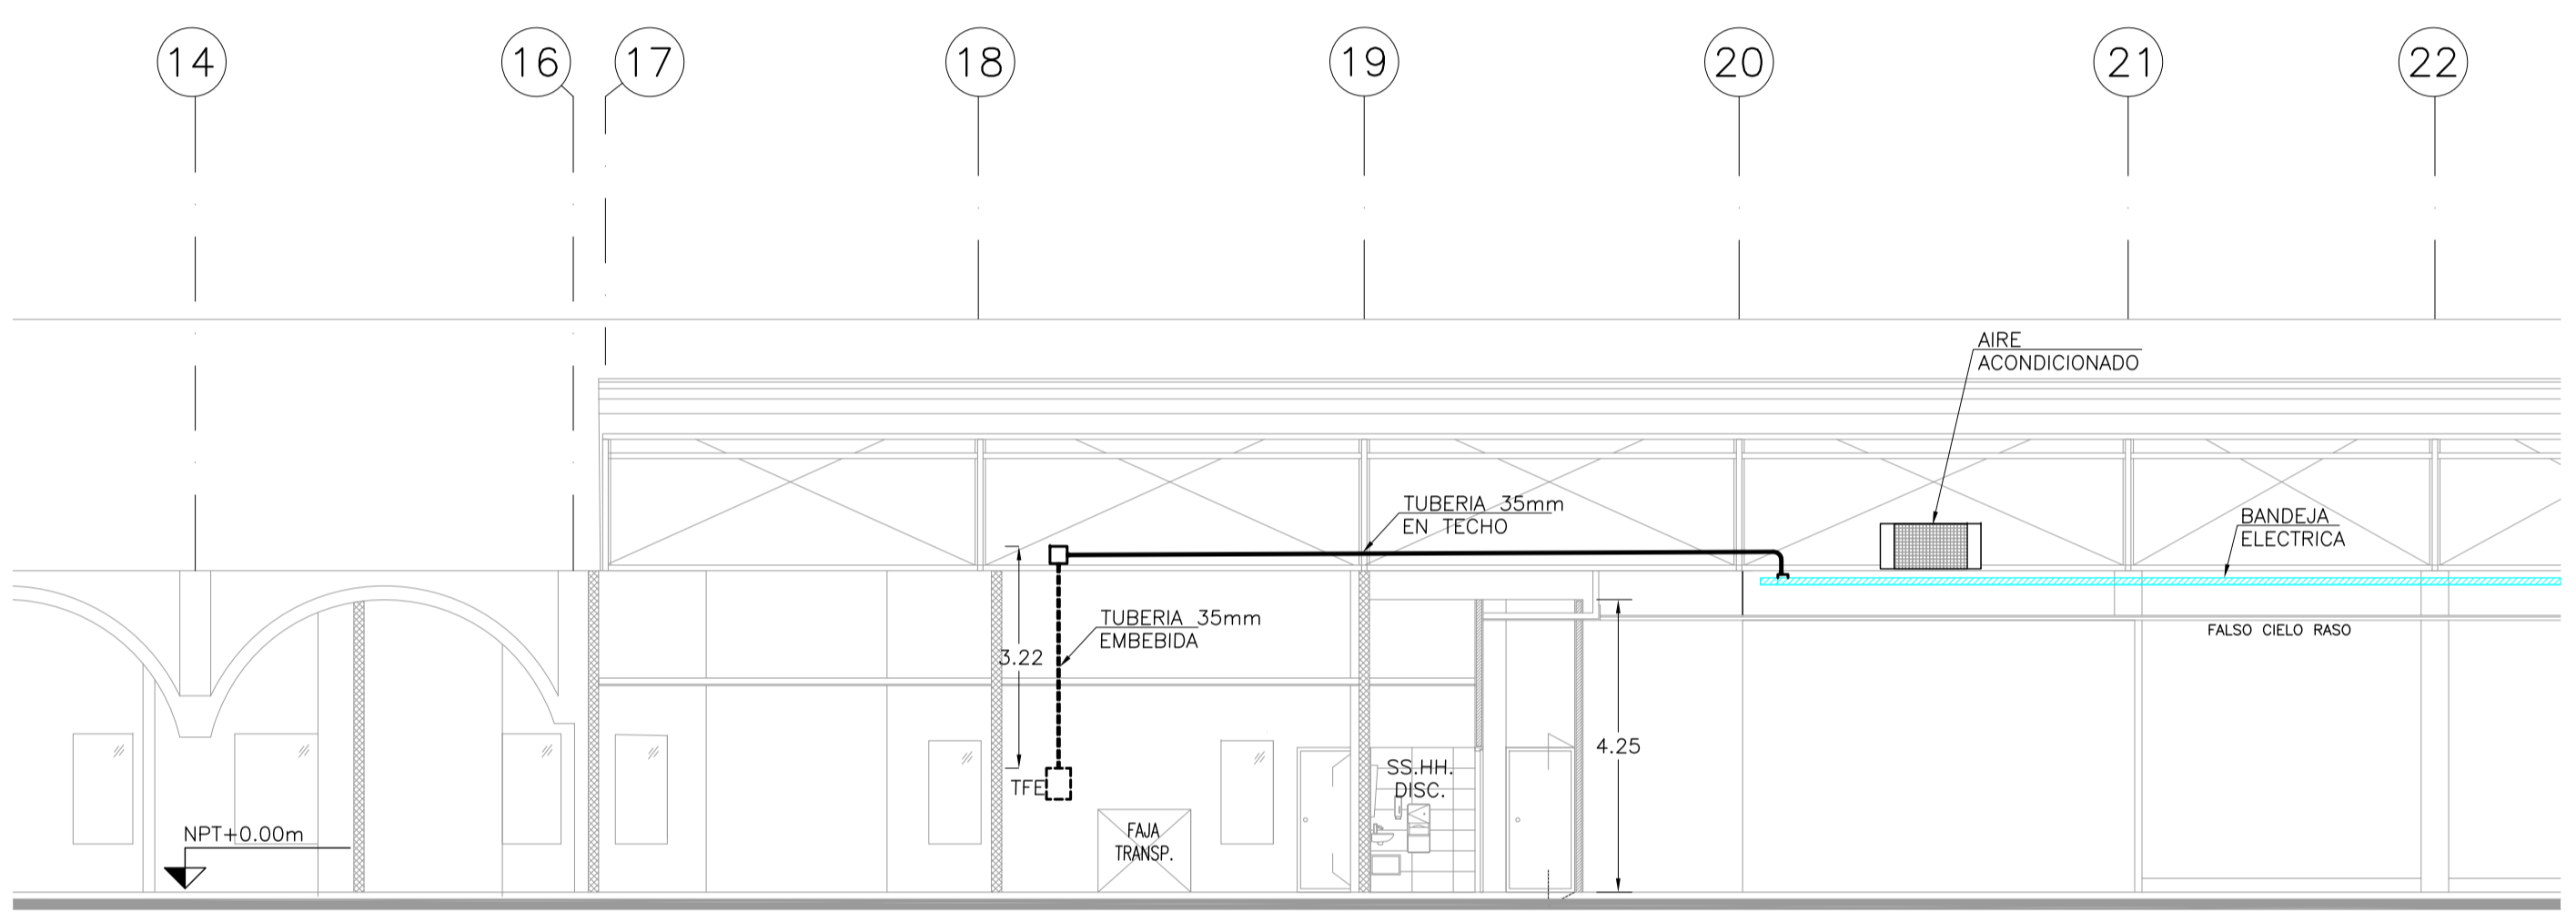 14
16
17
18
19
20
21
22
AIRE
ACONDICIONADO
TUBERIA 35mm
EN TECHO
BANDEJA
ELECTRICA
TUBERIA 35mm
EMBEBIDA
FALSO CIELO RASO
3.22
4.25
SS.HH.
DISC.
TFE
FAJA
TRANSP.
NPT+0.00m